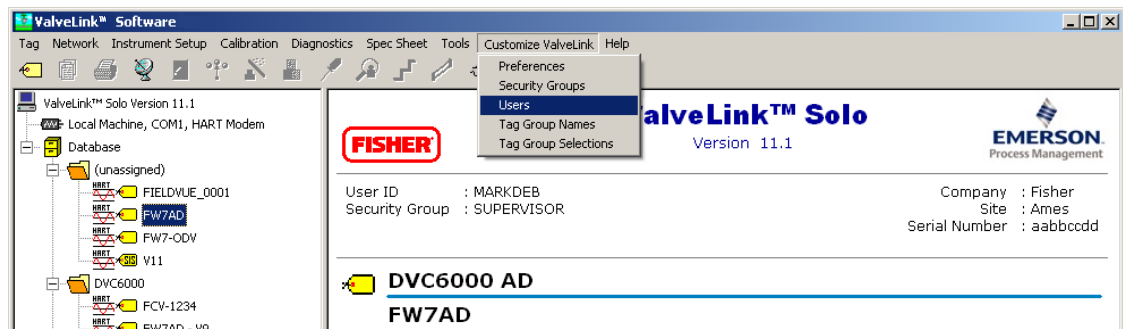 ValveLink™ Software
Tag Network Instrument Setup Calibration Diagnostics Spec Sheet Tools Customize ValveLink Help
Preferences
Security Groups
Users
Tag Group Names
Tag Group Selections
ValveLink™ Solo Version 11.1
Local Machine, COM1, HART Modem
Database
(unassigned)
HART FIELDVUE_0001
HART FW7AD
HART FW7-ODV
HART SIS V11
DVC6000
HART FCV-1234
HART FW7AD - V9
FISHER
alveLink™ Solo
Version 11.1
EMERSON.
Process Management
User ID : MARKDEB
Security Group : SUPERVISOR
Company : Fisher
Site : Ames
Serial Number : aabbccdd
DVC6000 AD
FW7AD